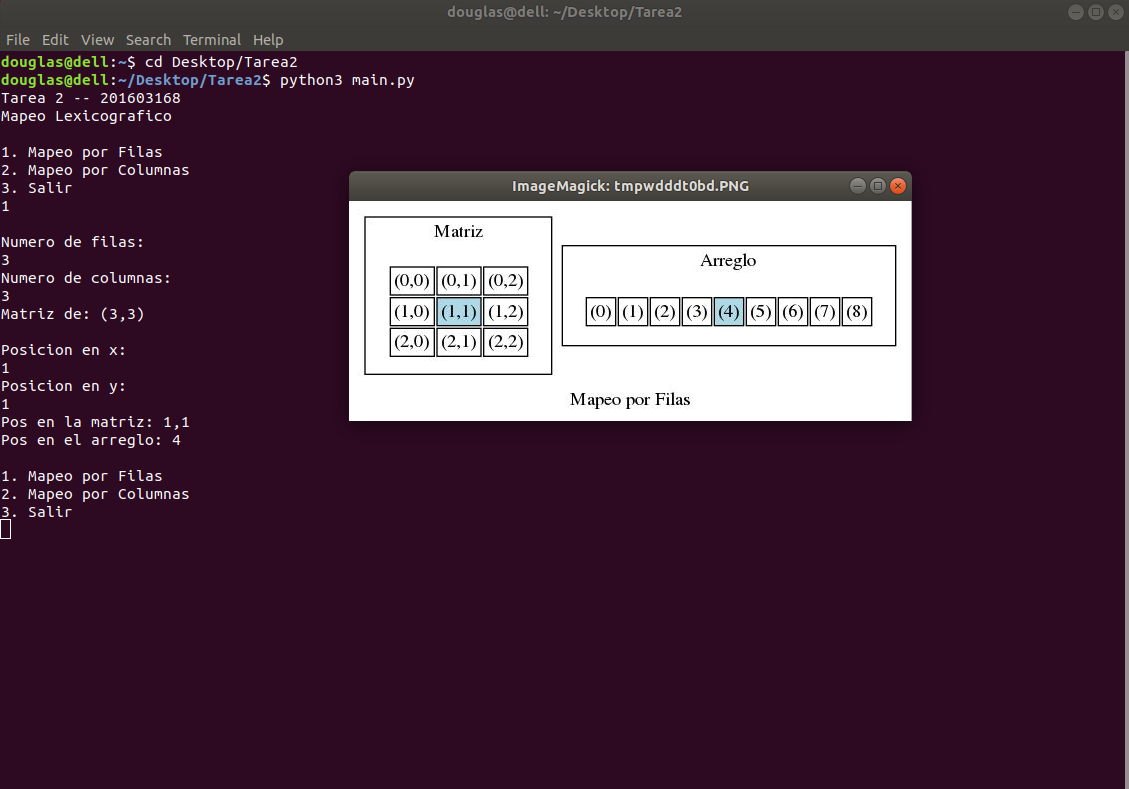 douglas@dell: ~/Desktop/Tarea2
File Edit View Search Terminal Help
douglas@dell:~$ cd Desktop/Tarea2
douglas@dell:~/Desktop/Tarea2$ python3 main.py
Tarea 2 -- 201603168
Mapeo Lexicografico
1. Mapeo por Filas
2. Mapeo por Columnas
3. Salir
1
Numero de filas:
3
Numero de columnas:
3
Matriz de: (3,3)
Posicion en x:
1
Posicion en y:
1
Pos en la matriz: 1,1
Pos en el arreglo: 4
1. Mapeo por Filas
2. Mapeo por Columnas
3. Salir
ImageMagick: tmpwdddt0bd.PNG
Matriz
(0,0) (0,1) (0,2)
(1,0) (1,1) (1,2)
(2,0) (2,1) (2,2)
Arreglo
(0) (1) (2) (3) (4) (5) (6) (7) (8)
Mapeo por Filas